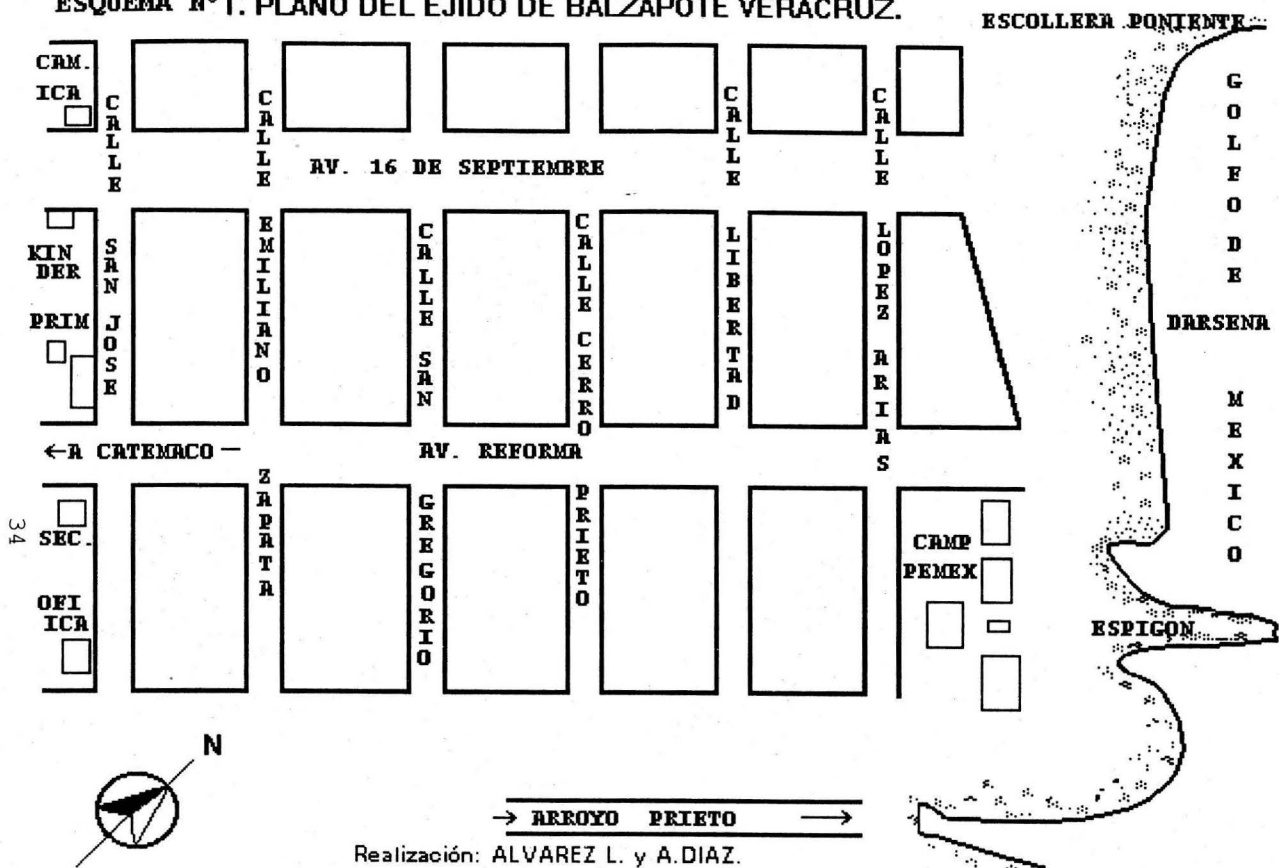 ESQUEMA N°1. PLANO DEL EJIDO DE BALZAPOTE VERACRUZ.
ESCOLLERA PONIENTE
CAM.
ICA
CALLE SAN JOSE
CALLE EMILIANO ZAPATA
CALLE SAN GREGORIO
CALLE CERRO PRIETO
CALLE LIBERTAD
CALLE LOPEZ ARIAS
GOLFO DE MEXICO
AV. 16 DE SEPTIEMBRE
KIN
DER
PRIM
DARSENA
←A CATEMACO—
AV. REFORMA
SEC.
OFI
ICA
CAMP
PEMEX
ESPIGON
34
N
→ ARROYO PRIETO →
Realización: ALVAREZ L. y A.DIAZ.